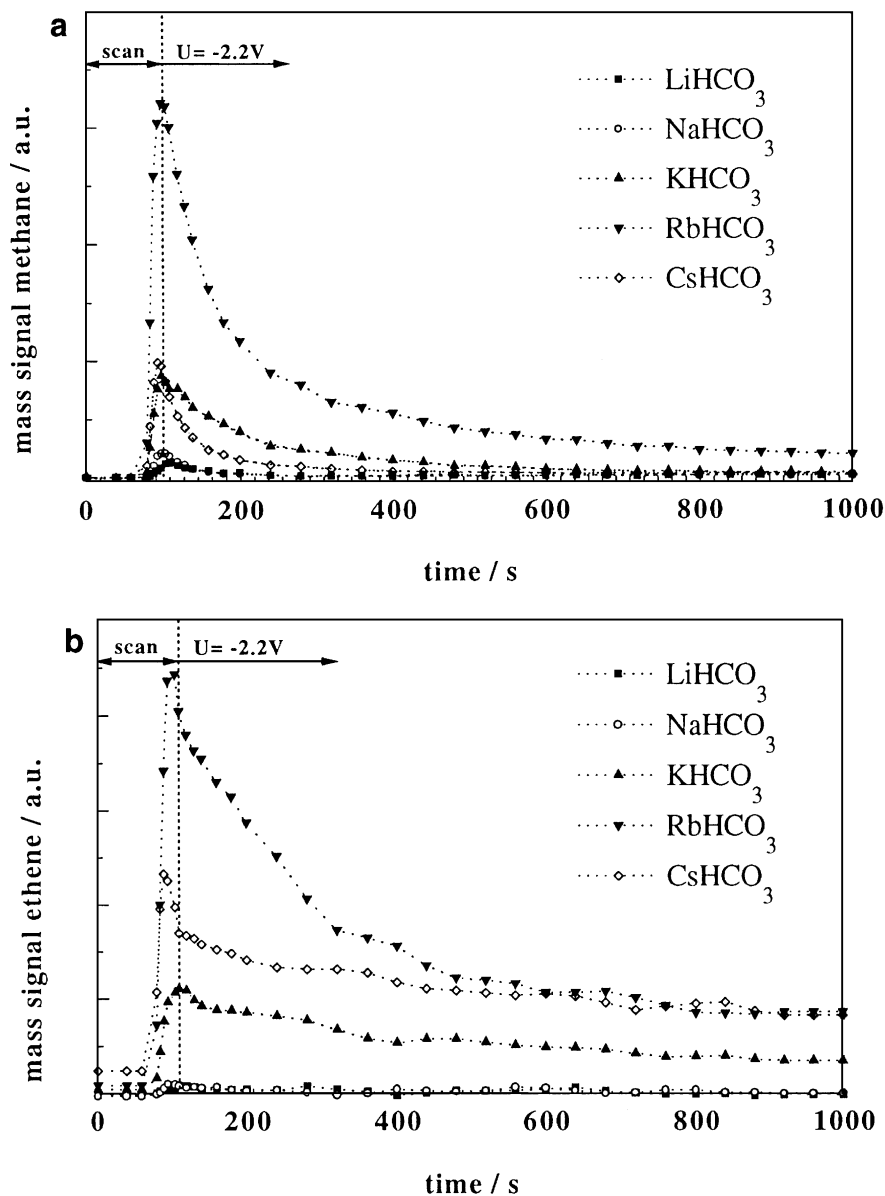 a
scan U= -2.2V
LiHCO3
NaHCO3
KHCO3
RbHCO3
CsHCO3
mass signal methane / a.u.
0 200 400 600 800 1000
time / s
b
scan U= -2.2V
LiHCO3
NaHCO3
KHCO3
RbHCO3
CsHCO3
mass signal ethene / a.u.
0 200 400 600 800 1000
time / s